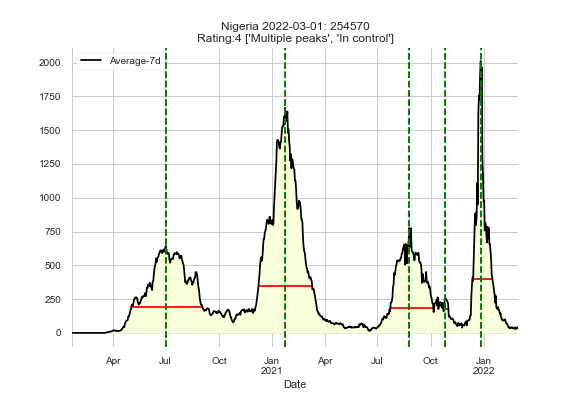 Nigeria 2022-03-01: 254570
Rating:4 ['Multiple peaks', 'In control']
Average-7d
2000
1750
1500
1250
1000
750
500
250
0
Apr Jul Oct Jan Apr Jul Oct Jan
2021 2022
Date